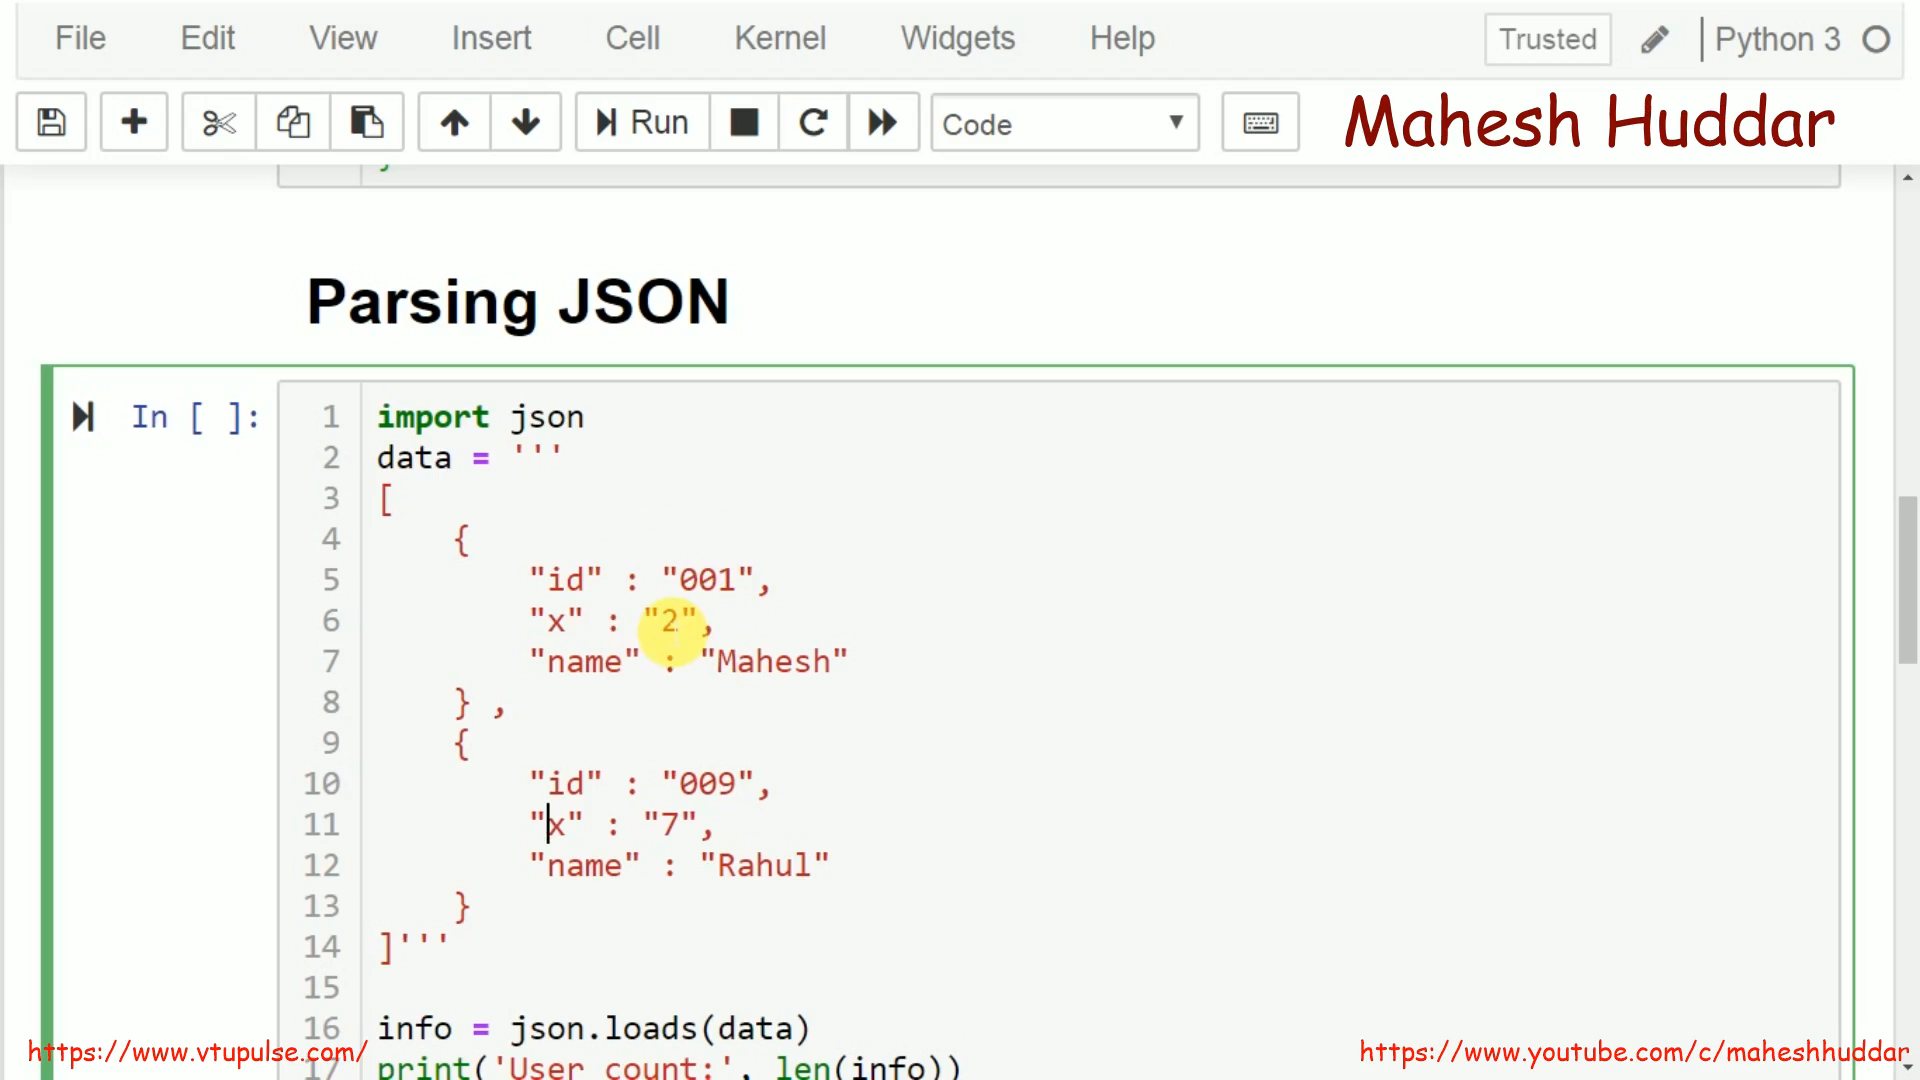 File Edit View Insert Cell Kernel Widgets Help Trusted Python 3
Run Code Mahesh Huddar
Parsing JSON
In [ ]:
1 import json
2 data = '''
3 [
4 {
5 "id" : "001",
6 "x" : "2",
7 "name" : "Mahesh"
8 } ,
9 {
10 "id" : "009",
11 "x" : "7",
12 "name" : "Rahul"
13 }
14 ]'''
15
16 info = json.loads(data)
17 print('User count:', len(info))
https://www.vtupulse.com/ https://www.youtube.com/c/maheshhuddar